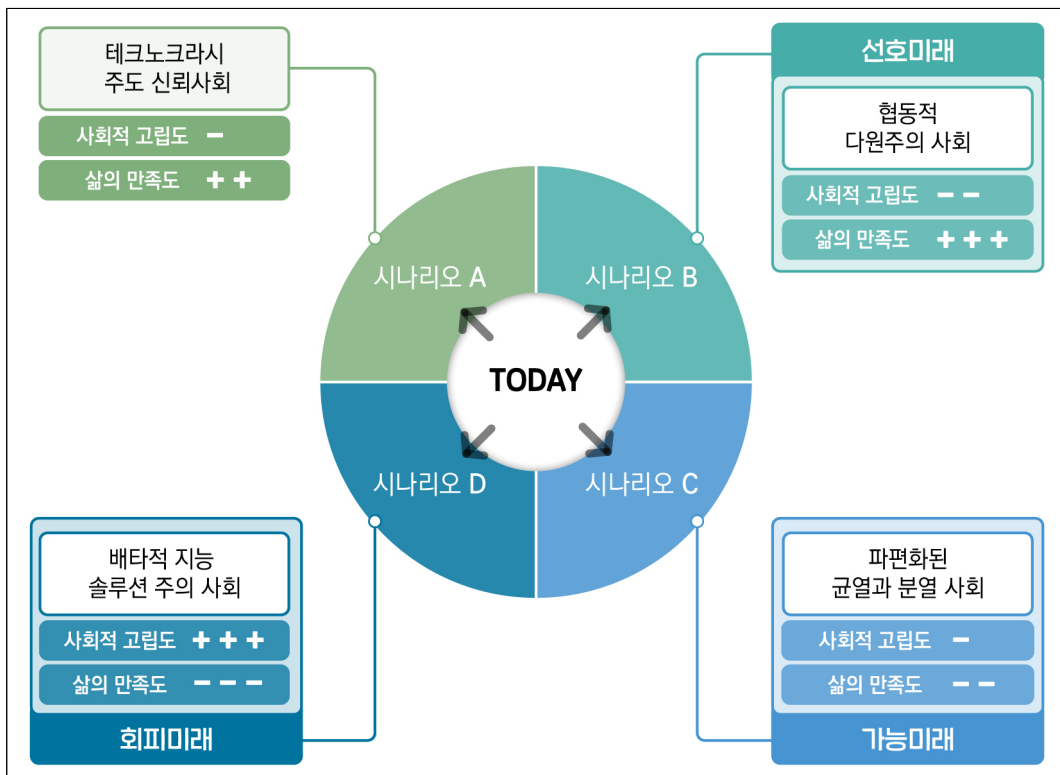 테크노크라시
주도 신뢰사회
사회적 고립도 −
삶의 만족도 + +
선호미래
협동적
다원주의 사회
사회적 고립도 − −
삶의 만족도 + + +
시나리오 A
시나리오 B
TODAY
시나리오 D
시나리오 C
배타적 지능
솔루션 주의 사회
사회적 고립도 + + +
삶의 만족도 − − −
회피미래
파편화된
균열과 분열 사회
사회적 고립도 −
삶의 만족도 − −
가능미래